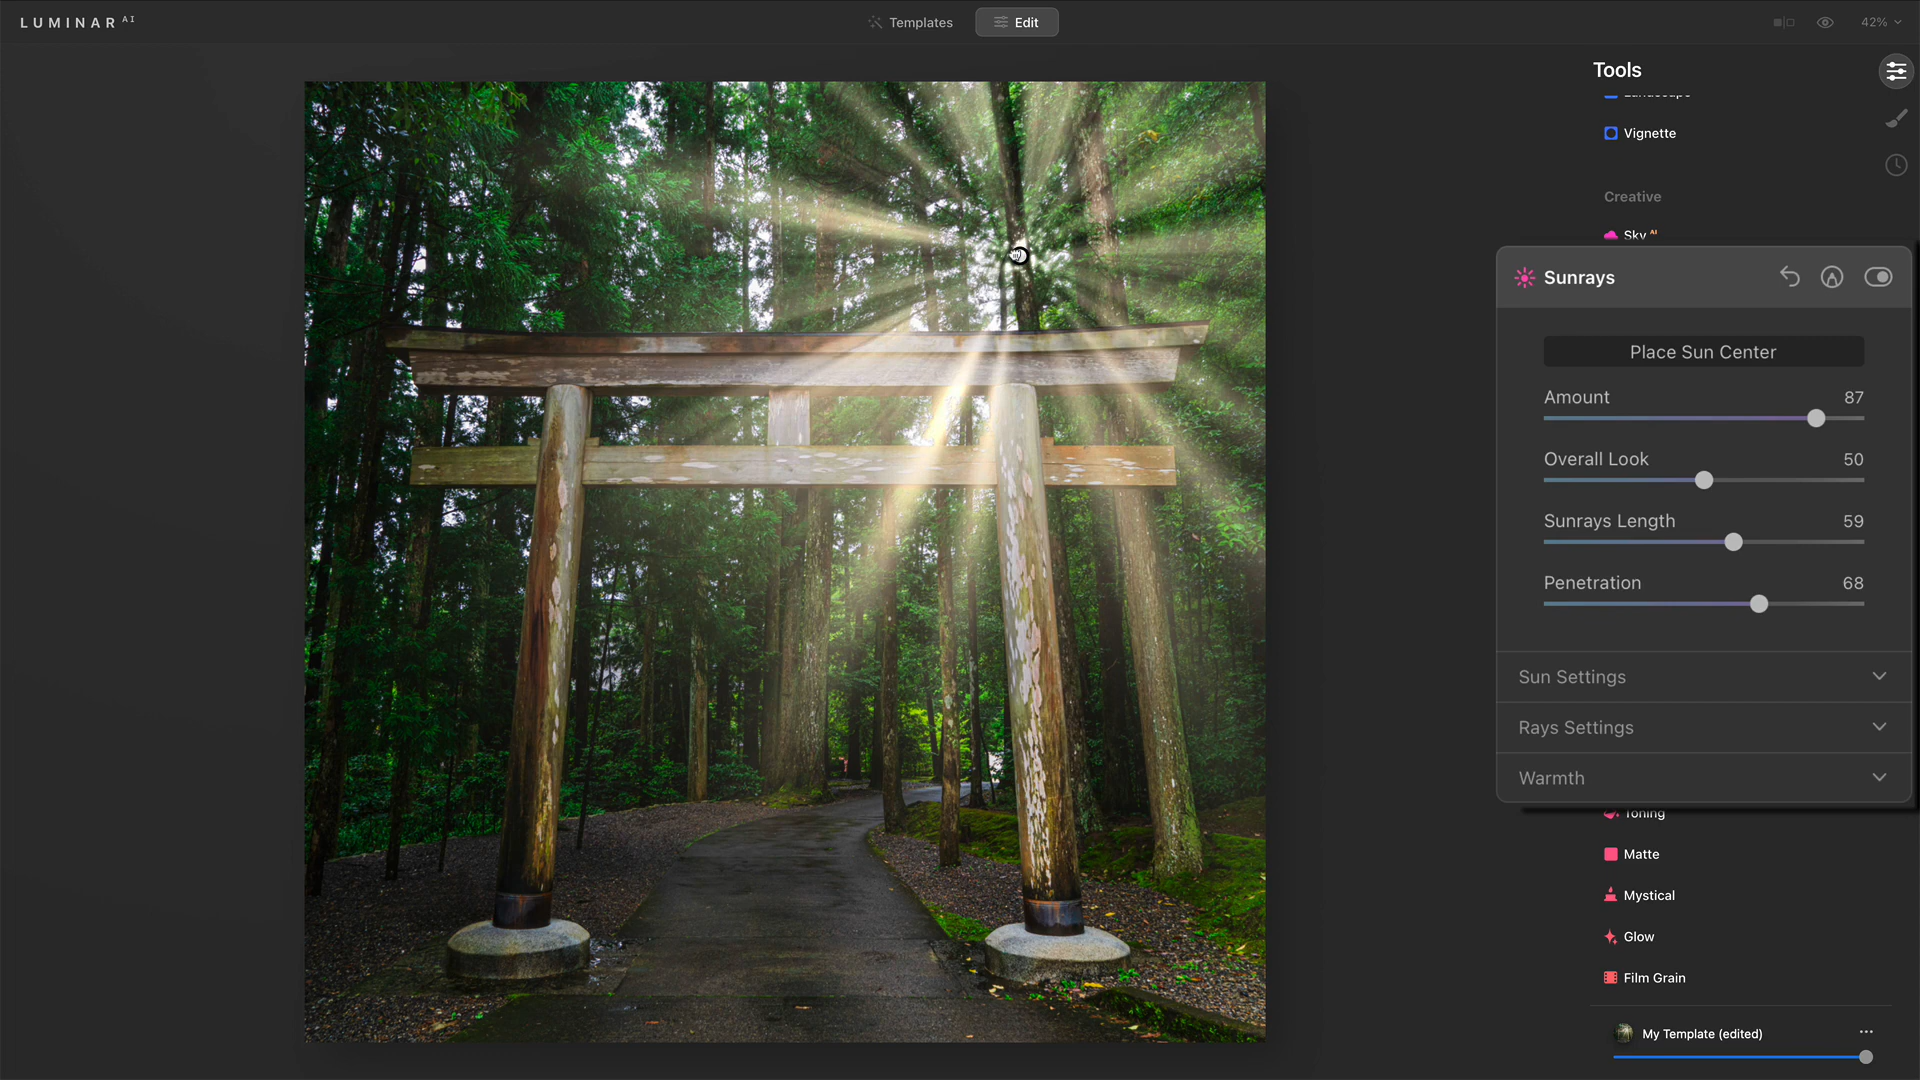 LUMINAR AI
Templates
Edit
42%
Tools
Landscape
Vignette
Creative
Sky AI
Sunrays
Place Sun Center
Amount 87
Overall Look 50
Sunrays Length 59
Penetration 68
Sun Settings
Rays Settings
Warmth
Toning
Matte
Mystical
Glow
Film Grain
My Template (edited)